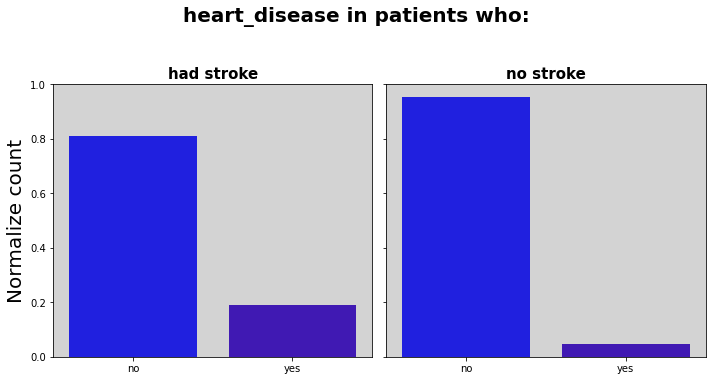 heart_disease in patients who:
had stroke
no stroke
Normalize count
1.0
0.8
0.6
0.4
0.2
0.0
no
yes
no
yes